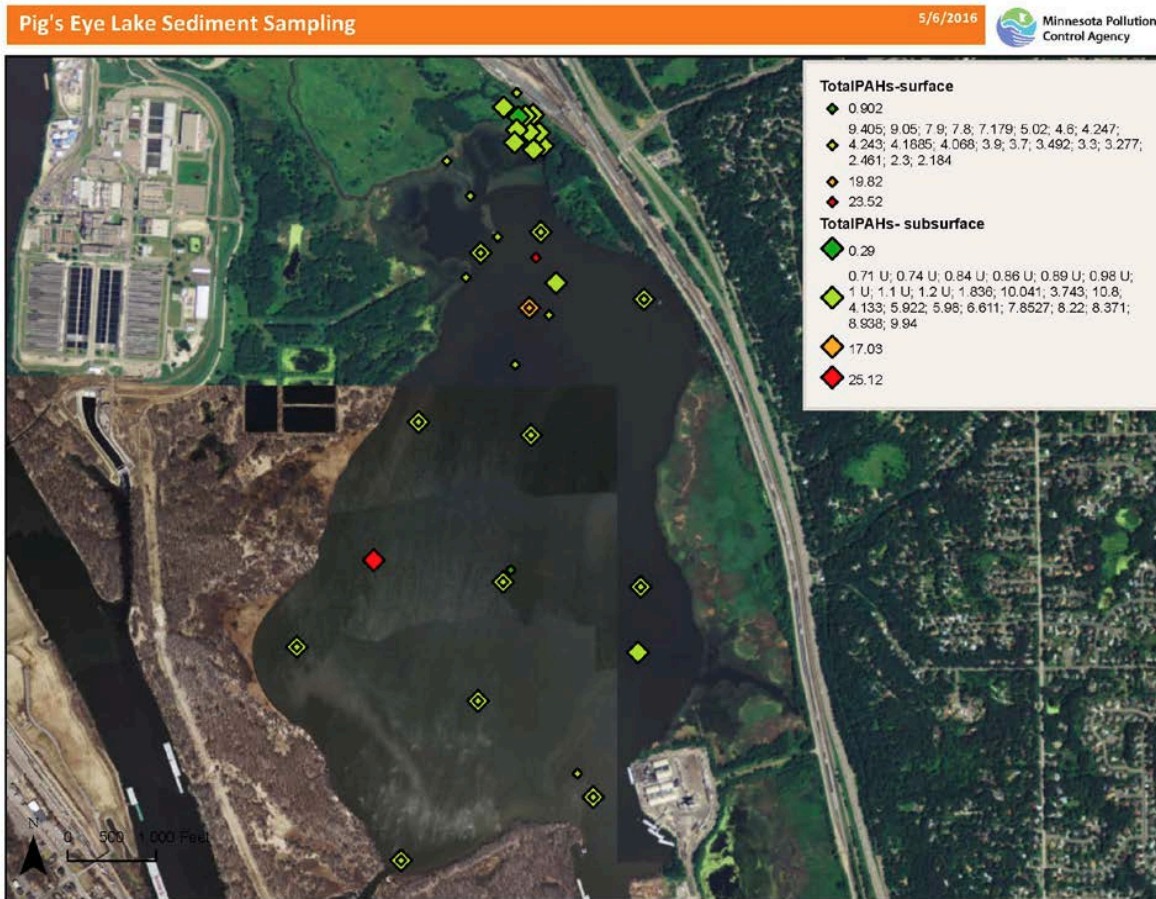 Pig's Eye Lake Sediment Sampling
5/6/2016
Minnesota Pollution
Control Agency
TotalPAHs-surface
0.902
9.405; 9.05; 7.9; 7.8; 7.179; 5.02; 4.6; 4.247;
4.243; 4.1885; 4.068; 3.9; 3.7; 3.492; 3.3; 3.277;
2.461; 2.3; 2.184
19.82
23.52
TotalPAHs- subsurface
0.29
0.71 U; 0.74 U; 0.84 U; 0.86 U; 0.89 U; 0.98 U;
1 U; 1.1 U; 1.2 U; 1.836; 10.041; 3.743; 10.8;
4.133; 5.922; 5.98; 6.611; 7.8527; 8.22; 8.371;
8.938; 9.94
17.03
25.12
N
0 500 1,000 Feet